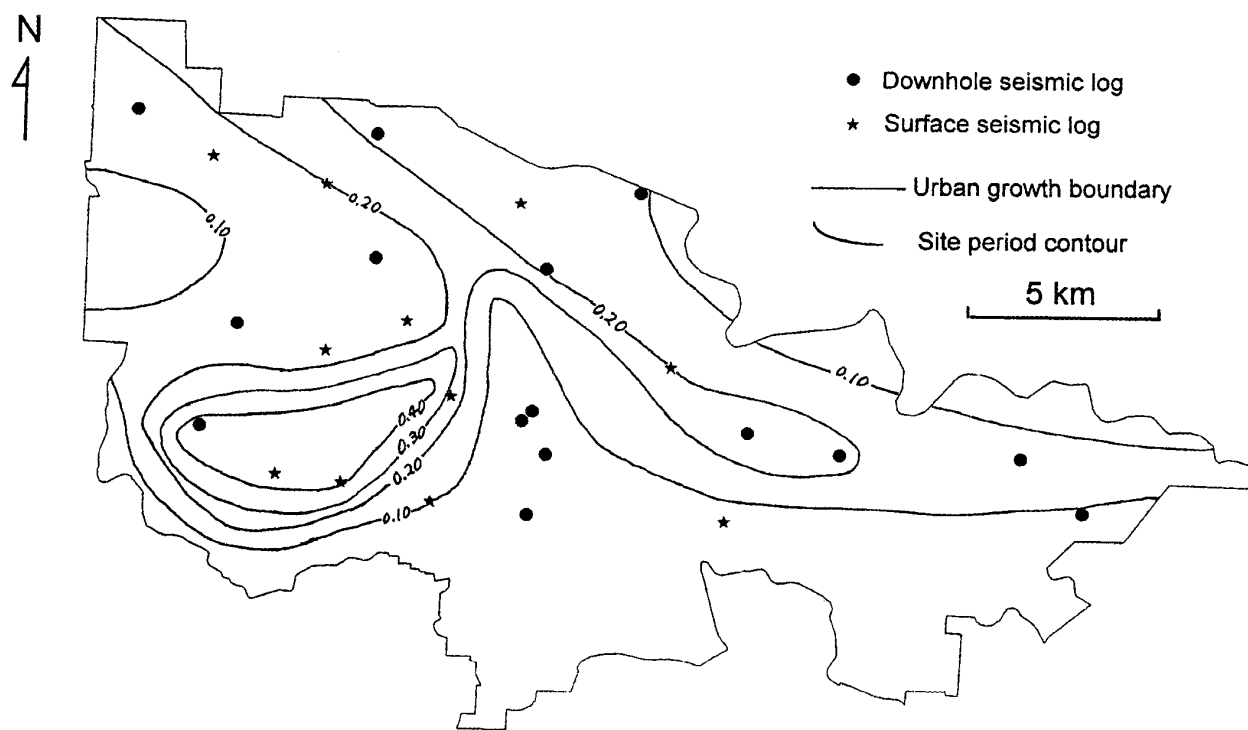 N
Downhole seismic log
Surface seismic log
Urban growth boundary
Site period contour
5 km
0.20
0.10
0.20
0.10
0.40
0.30
0.20
0.10